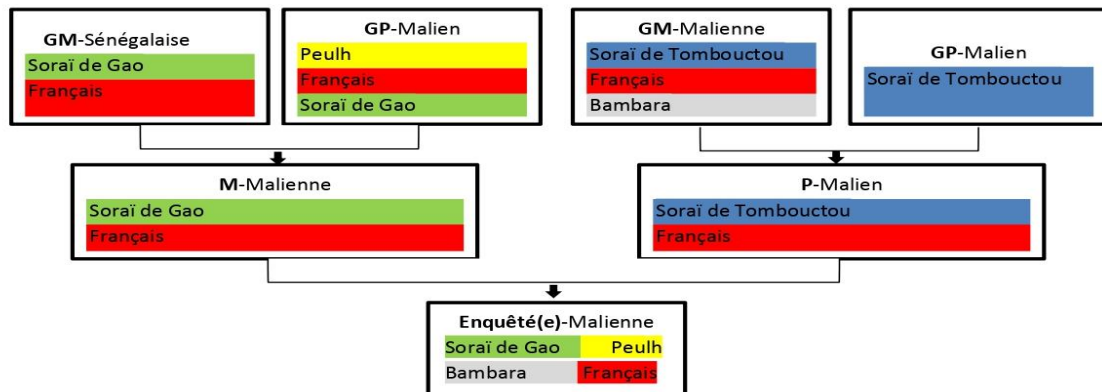 GM-Sénégalaise
Soraï de Gao
Français
GP-Malien
Peulh
Français
Soraï de Gao
GM-Malienne
Soraï de Tombouctou
Français
Bambara
GP-Malien
Soraï de Tombouctou
M-Malienne
Soraï de Gao
Français
P-Malien
Soraï de Tombouctou
Français
Enquêté(e)-Malienne
Soraï de Gao Peulh
Bambara Français